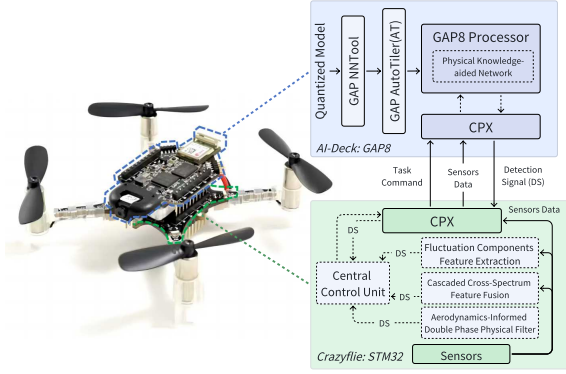 Quantized Model
GAP NNTool
GAP AutoTiler(AT)
GAP8 Processor
Physical Knowledge-
aided Network
CPX
AI-Deck: GAP8
Task
Command
Sensors
Data
Detection
Signal (DS)
Sensors Data
CPX
DS
DS
Fluctuation Components
Feature Extraction
Central
Control Unit
DS
Cascaded Cross-Spectrum
Feature Fusion
DS
Aerodynamics-Informed
Double Phase Physical Filter
Crazyflie: STM32
Sensors